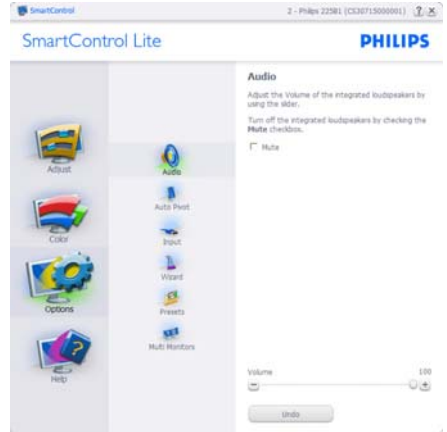 SmartControl
2 - Philips 225B1 (CS30715000001)
SmartControl Lite
PHILIPS
Adjust
Color
Options
Help
Audio
Auto Pivot
Input
Wizard
Presets
Multi Monitors
Audio
Adjust the Volume of the integrated loudspeakers by
using the slider.
Turn off the integrated loudspeakers by checking the
Mute checkbox.
Mute
Volume
100
Undo